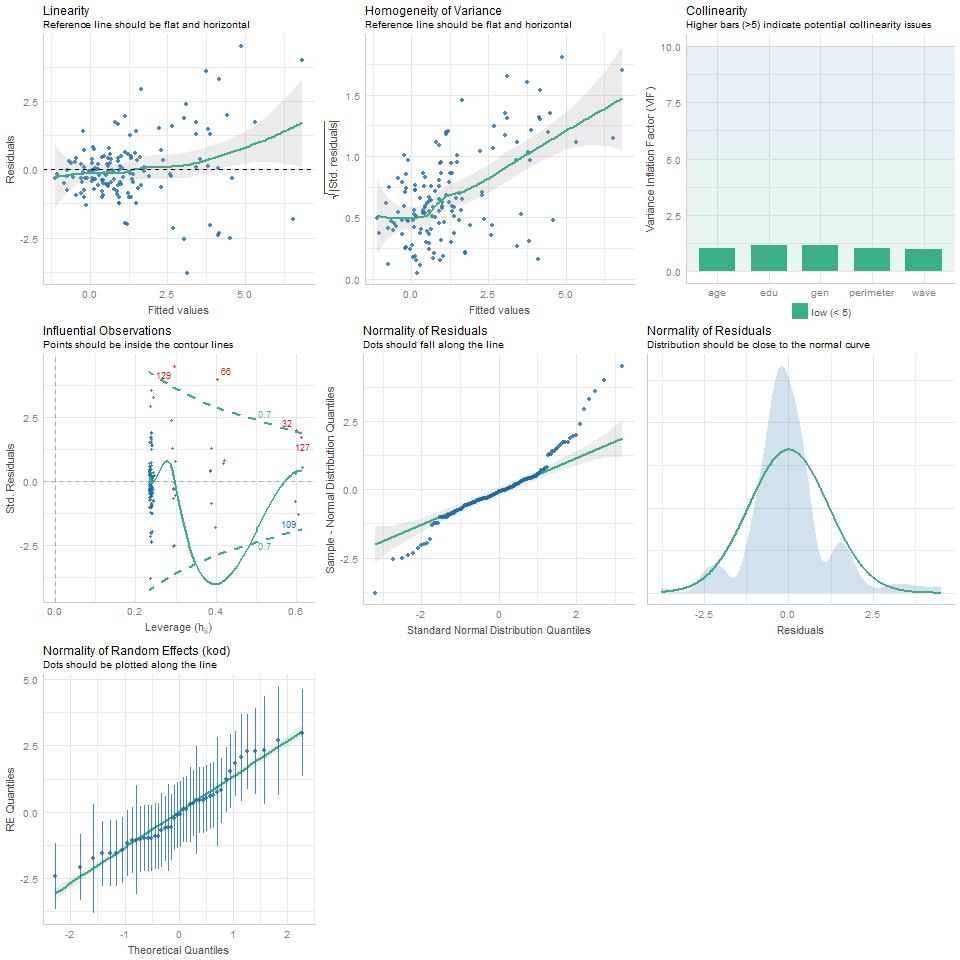 Linearity
Reference line should be flat and horizontal
Residuals
2.5
0.0
-2.5
0.0
2.5
5.0
Fitted values
Homogeneity of Variance
Reference line should be flat and horizontal
√|Std. residuals|
1.5
1.0
0.5
0.0
0.0
2.5
5.0
Fitted values
Collinearity
Higher bars (>5) indicate potential collinearity issues
Variance Inflation Factor (VIF)
10.0
7.5
5.0
2.5
0.0
age
edu
gen
perimeter
wave
low (< 5)
Influential Observations
Points should be inside the contour lines
Std. Residuals
2.5
0.0
-2.5
129
66
0.7
32
127
109
0.7
0.0
0.2
0.4
0.6
Leverage (hii)
Normality of Residuals
Dots should fall along the line
Sample - Normal Distribution Quantiles
2.5
0.0
-2.5
-2
0
2
Standard Normal Distribution Quantiles
Normality of Residuals
Distribution should be close to the normal curve
-2.5
0.0
2.5
Residuals
Normality of Random Effects (kod)
Dots should be plotted along the line
RE Quantiles
5.0
2.5
0.0
-2.5
-2
-1
0
1
2
Theoretical Quantiles